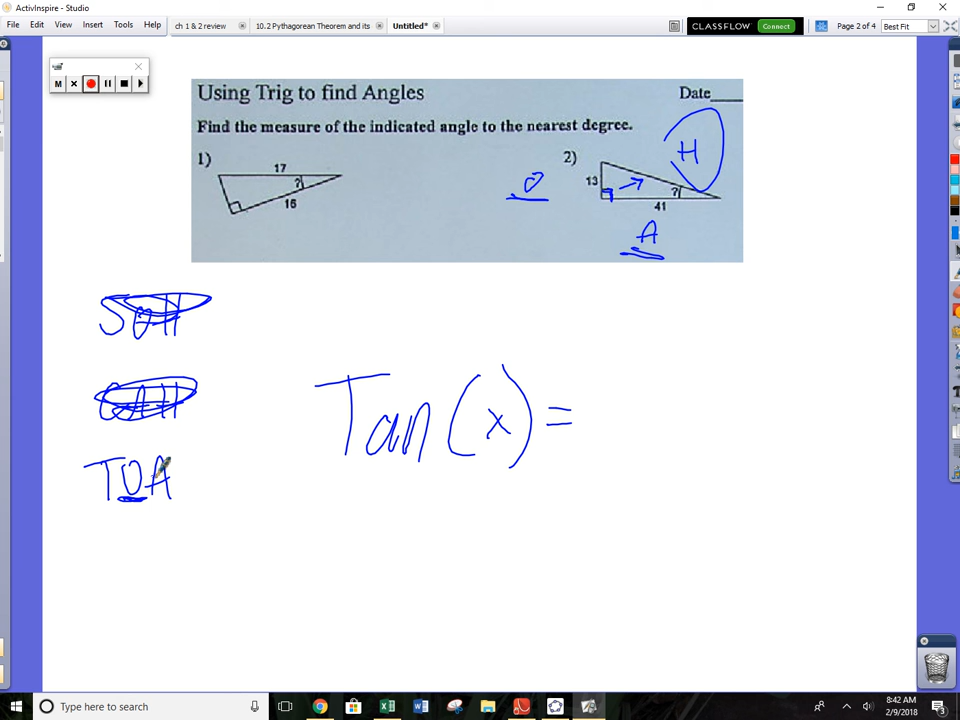 ActivInspire - Studio
File Edit View Insert Tools Help
ch 1 & 2 review
10.2 Pythagorean Theorem and its
Untitled*
CLASSFLOW
Connect
Page 2 of 4
Best Fit
M
Using Trig to find Angles
Date____
Find the measure of the indicated angle to the nearest degree.
1)
17
?
16
2)
13
?
41
O
H
A
SOH
CAH
TOA
Tan(x)=
Type here to search
8:42 AM
2/9/2018
3